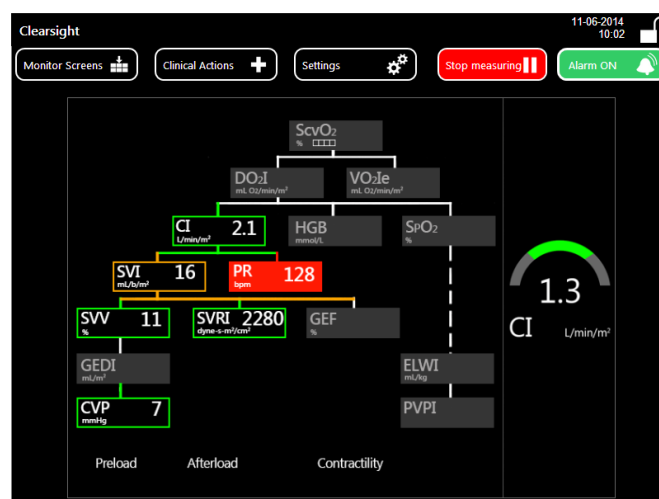 Clearsight
11-06-2014
10:02
Monitor Screens
Clinical Actions
Settings
Stop measuring
Alarm ON
ScvO₂
%
DO₂I
mL O2/min/m²
VO₂Ie
mL O2/min/m²
CI 2.1
L/min/m²
HGB
mmol/L
SpO₂
%
SVI 16
mL/b/m²
PR 128
bpm
1.3
CI L/min/m²
SVV 11
%
SVRI 2280
dyne-s-m²/cm⁵
GEF
%
GEDI
mL/m²
ELWI
mL/kg
CVP 7
mmHg
PVPI
Preload Afterload Contractility